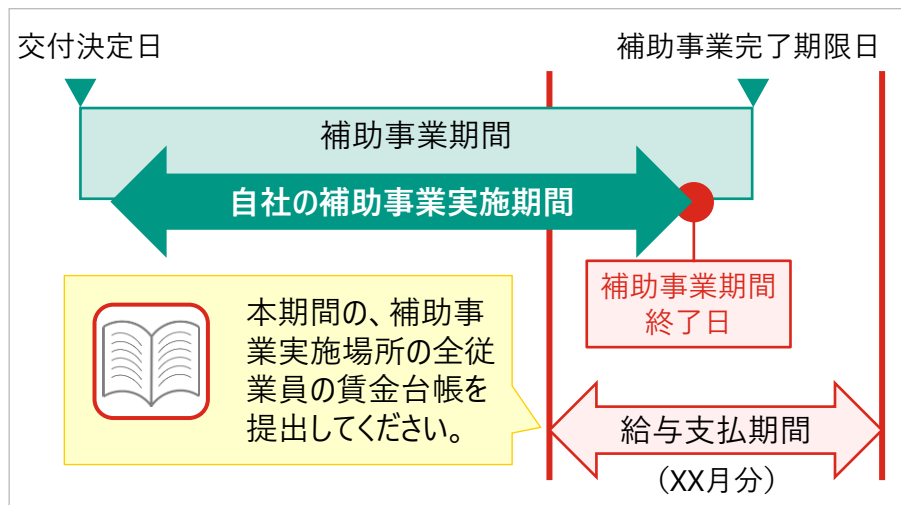 交付決定日
補助事業完了期限日
補助事業期間
自社の補助事業実施期間
補助事業期間
終了日
本期間の、補助事
業実施場所の全従
業員の賃金台帳を
提出してください。
給与支払期間
（XX月分）